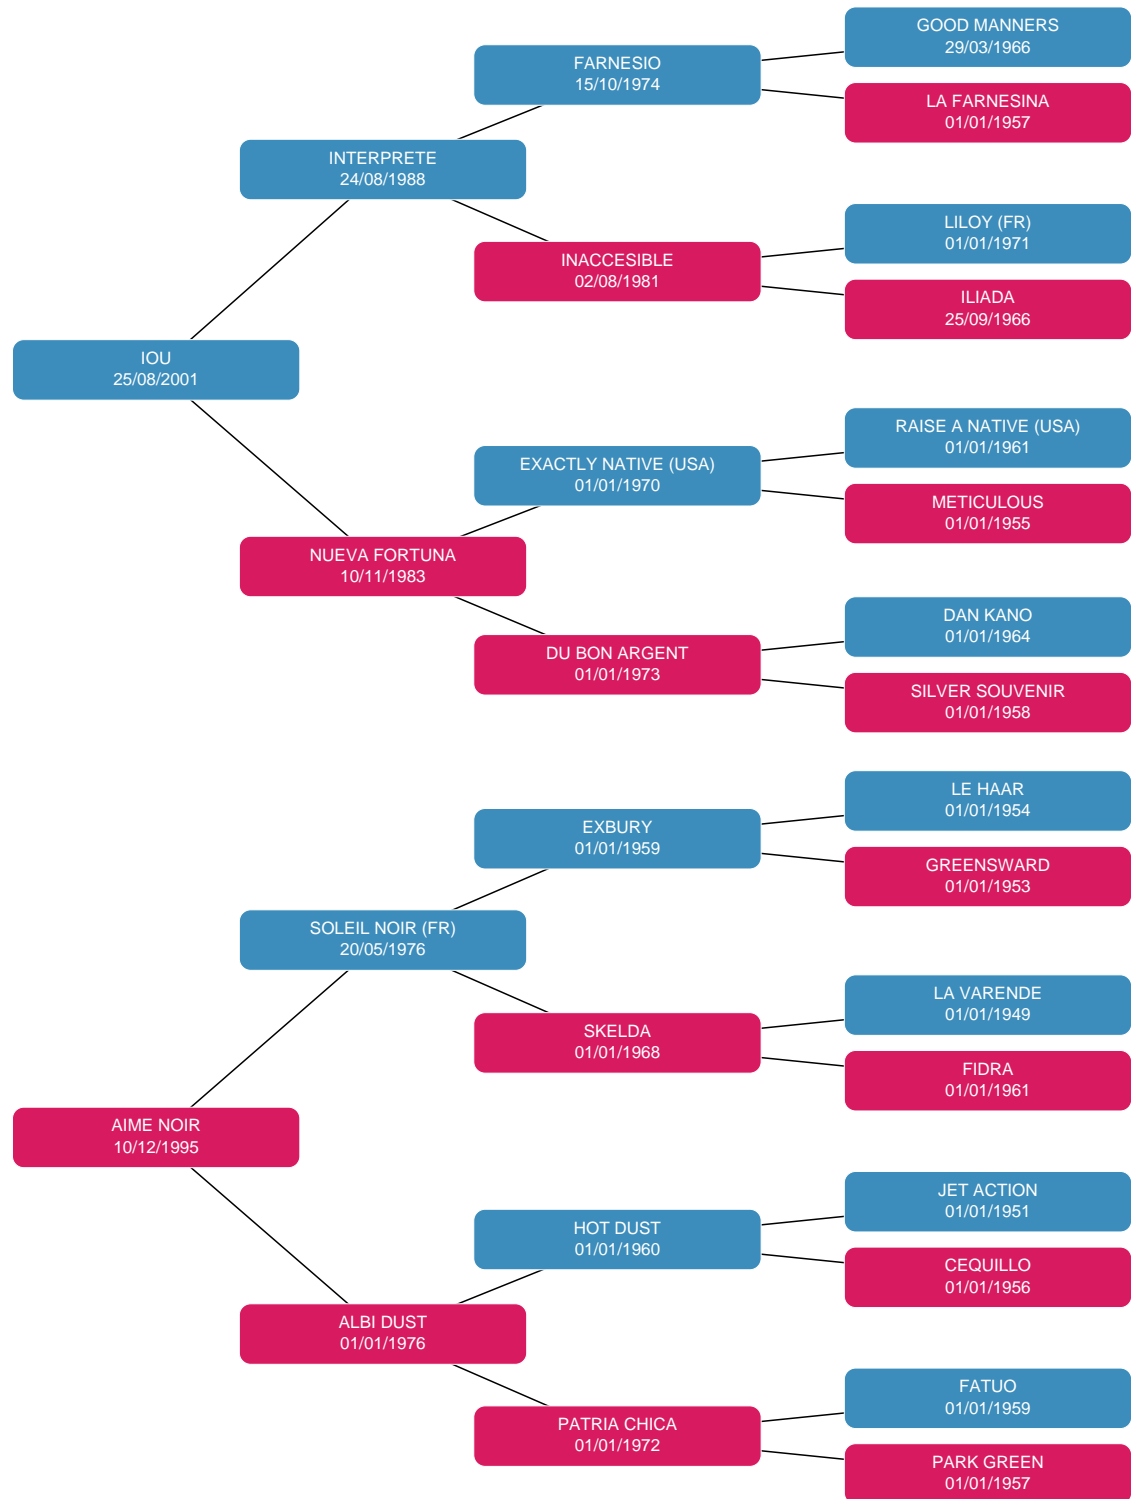 GOOD MANNERS
29/03/1966
FARNESIO
15/10/1974
LA FARNESINA
01/01/1957
INTERPRETE
24/08/1988
LILOY (FR)
01/01/1971
INACCESIBLE
02/08/1981
ILIADA
25/09/1966
IOU
25/08/2001
RAISE A NATIVE (USA)
01/01/1961
EXACTLY NATIVE (USA)
01/01/1970
METICULOUS
01/01/1955
NUEVA FORTUNA
10/11/1983
DAN KANO
01/01/1964
DU BON ARGENT
01/01/1973
SILVER SOUVENIR
01/01/1958
LE HAAR
01/01/1954
EXBURY
01/01/1959
GREENSWARD
01/01/1953
SOLEIL NOIR (FR)
20/05/1976
LA VARENDE
01/01/1949
SKELDA
01/01/1968
FIDRA
01/01/1961
AIME NOIR
10/12/1995
JET ACTION
01/01/1951
HOT DUST
01/01/1960
CEQUILLO
01/01/1956
ALBI DUST
01/01/1976
FATUO
01/01/1959
PATRIA CHICA
01/01/1972
PARK GREEN
01/01/1957